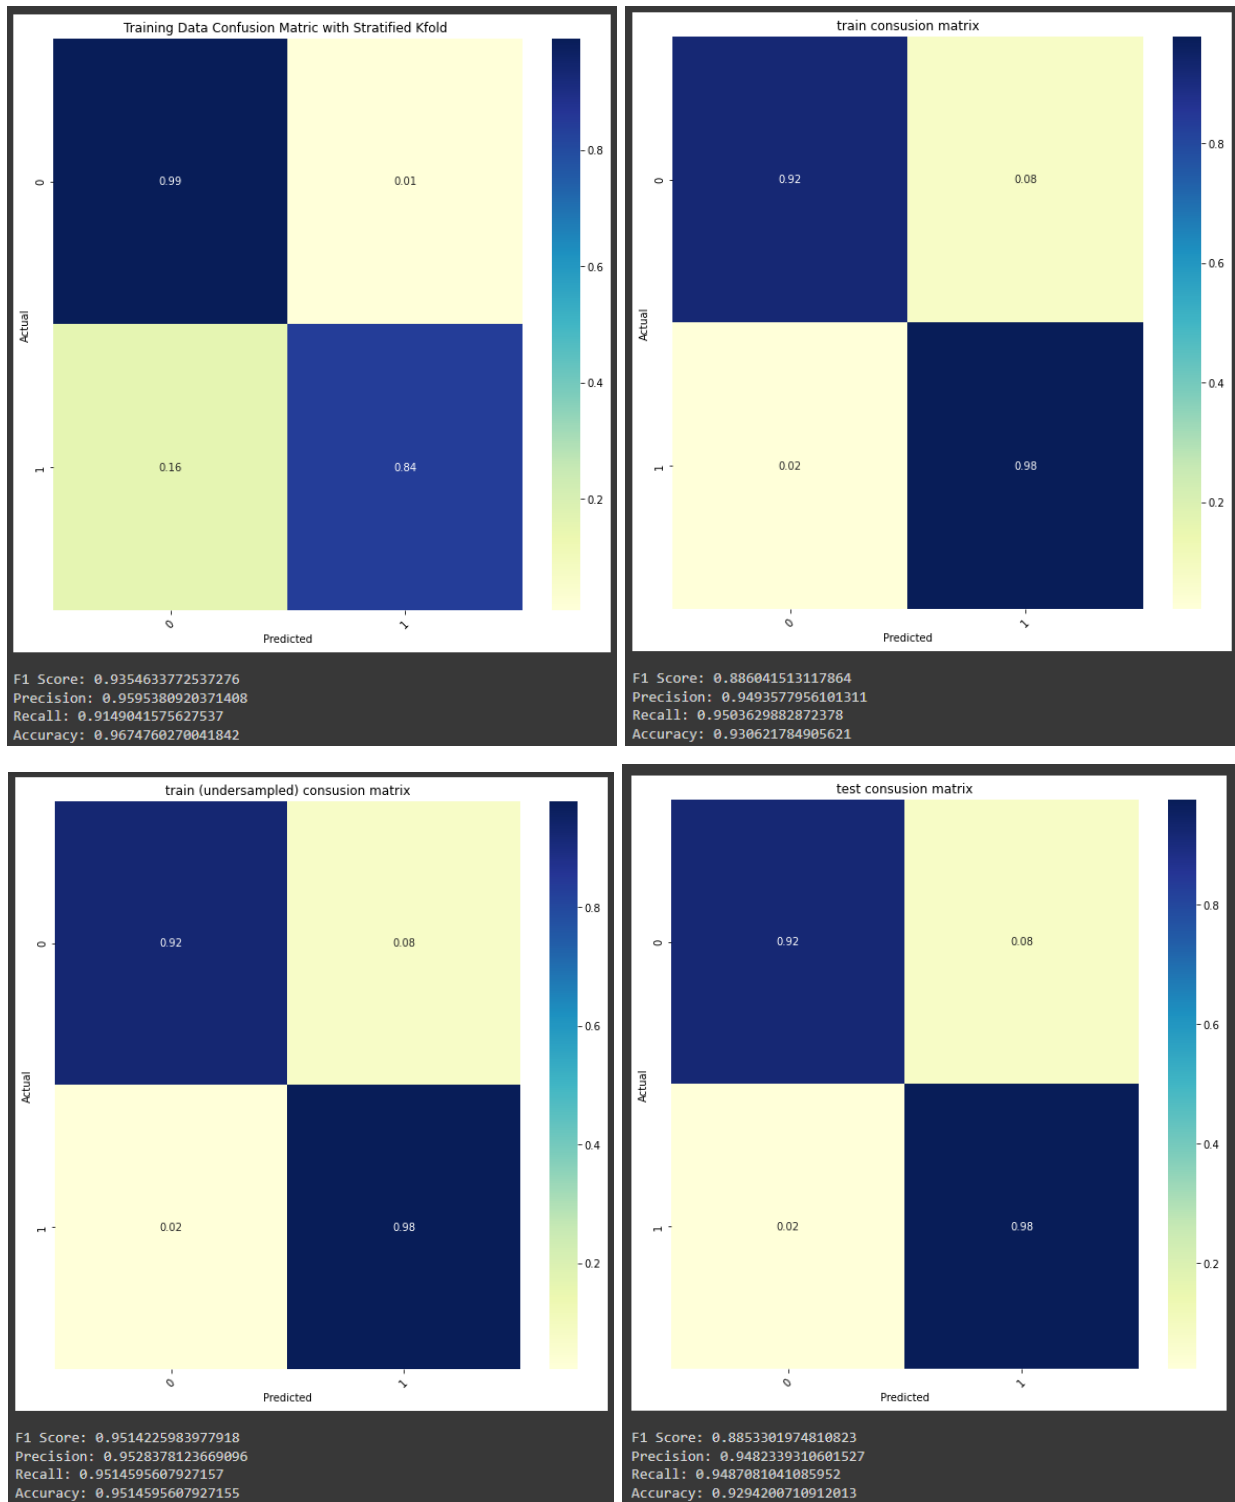 Training Data Confusion Matric with Stratified Kfold
0.8
0
0.99
0.01
0.6
Actual
0.4
1
0.16
0.84
0.2
0
1
Predicted
F1 Score: 0.9354633772537276
Precision: 0.9595380920371408
Recall: 0.9149041575627537
Accuracy: 0.9674760270041842
train consusion matrix
0.8
0
0.92
0.08
0.6
Actual
0.4
1
0.02
0.98
0.2
0
1
Predicted
F1 Score: 0.886041513117864
Precision: 0.9493577956101311
Recall: 0.9503629882872378
Accuracy: 0.930621784905621
train (undersampled) consusion matrix
0.8
0
0.92
0.08
0.6
Actual
0.4
1
0.02
0.98
0.2
0
1
Predicted
F1 Score: 0.9514225983977918
Precision: 0.9528378123669096
Recall: 0.9514595607927157
Accuracy: 0.9514595607927155
test consusion matrix
0.8
0
0.92
0.08
0.6
Actual
0.4
1
0.02
0.98
0.2
0
1
Predicted
F1 Score: 0.8853301974810823
Precision: 0.9482339310601527
Recall: 0.9487081041085952
Accuracy: 0.9294200710912013